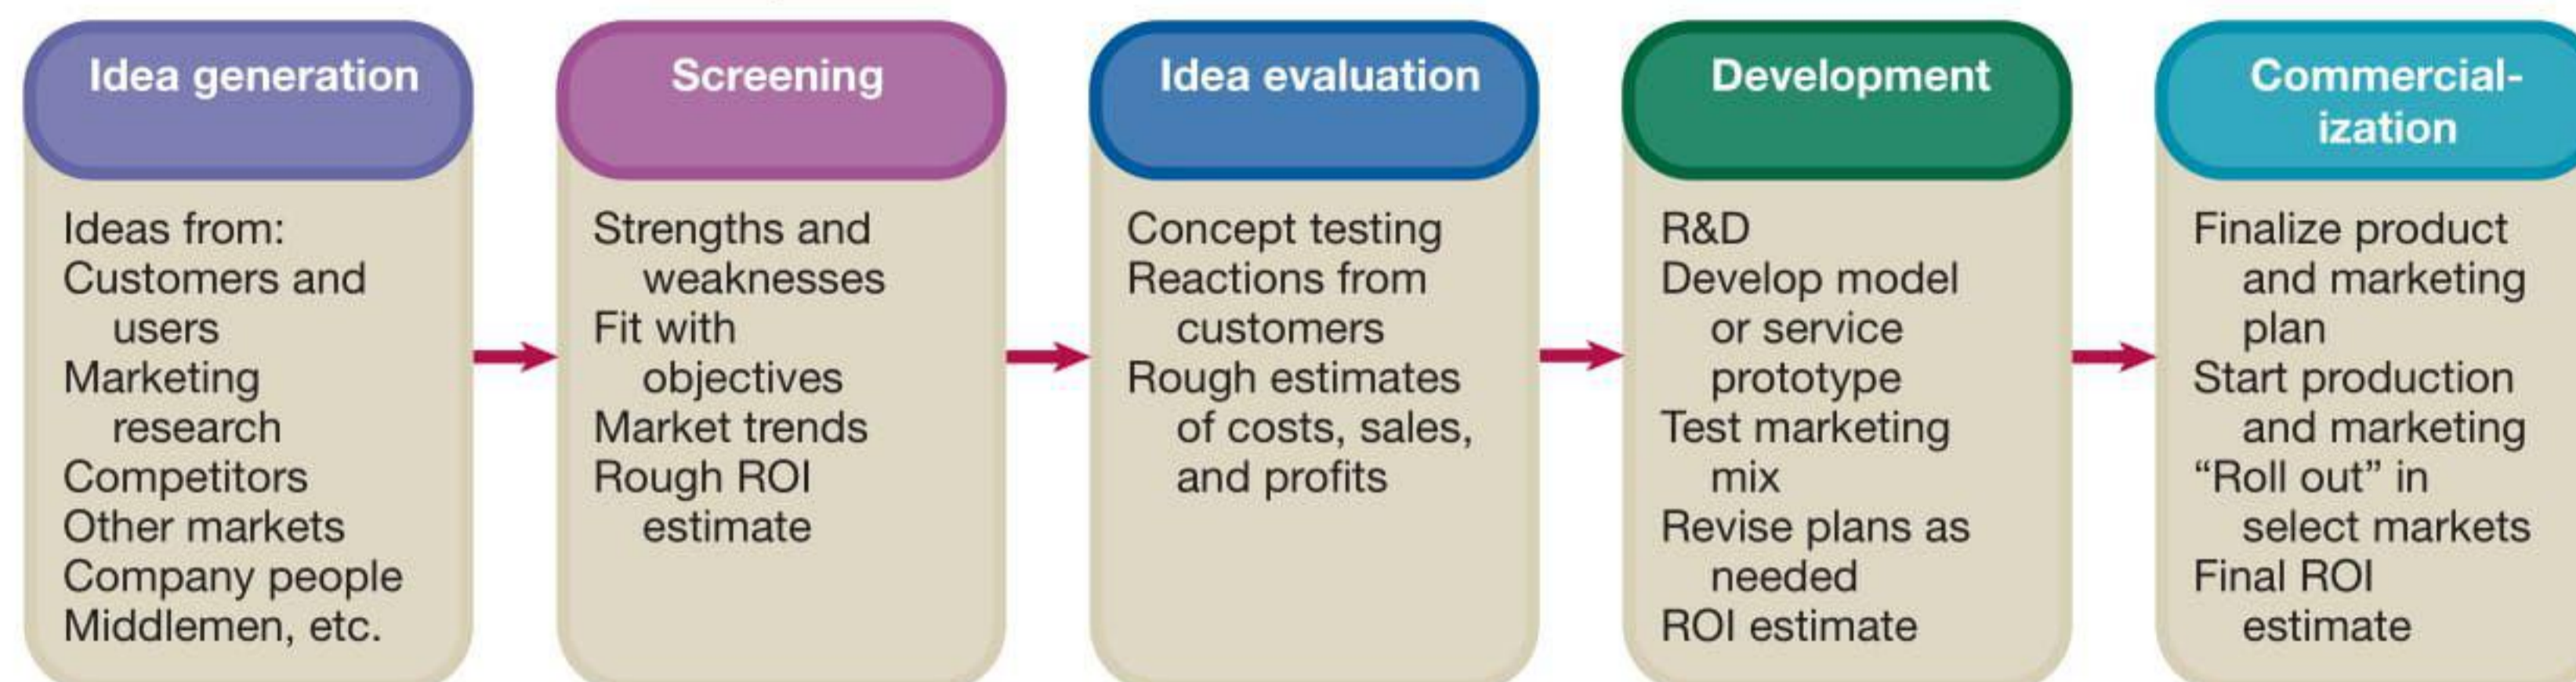 Idea generation
Ideas from:
Customers and
users
Marketing
research
Competitors
Other markets
Company people
Middlemen, etc.
Screening
Strengths and
weaknesses
Fit with
objectives
Market trends
Rough ROI
estimate
Idea evaluation
Concept testing
Reactions from
customers
Rough estimates
of costs, sales,
and profits
Development
R&D
Develop model
or service
prototype
Test marketing
mix
Revise plans as
needed
ROI estimate
Commercial-
ization
Finalize product
and marketing
plan
Start production
and marketing
“Roll out” in
select markets
Final ROI
estimate